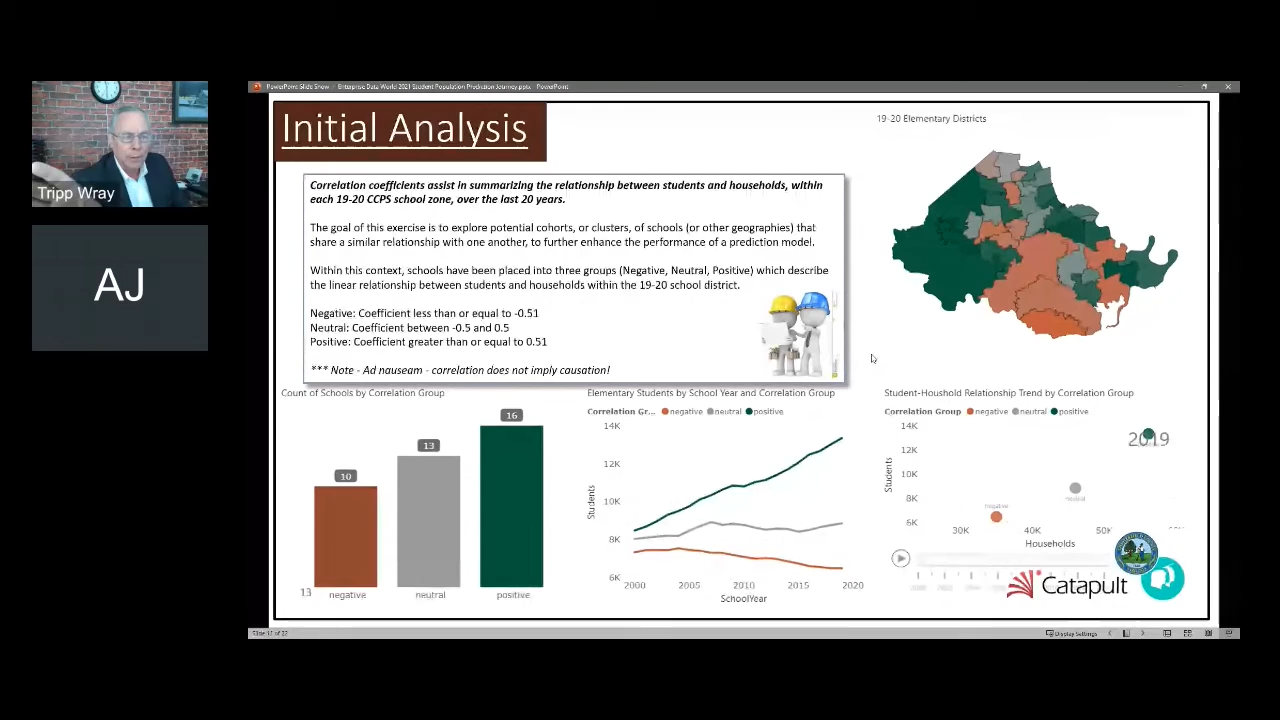 PowerPoint Slide Show - Enterprise Data World 2021 Student Population Prediction Journey.pptx - PowerPoint
Tripp Wray
AJ
Initial Analysis
Correlation coefficients assist in summarizing the relationship between students and households, within
each 19-20 CCPS school zone, over the last 20 years.
The goal of this exercise is to explore potential cohorts, or clusters, of schools (or other geographies) that
share a similar relationship with one another, to further enhance the performance of a prediction model.
Within this context, schools have been placed into three groups (Negative, Neutral, Positive) which describe
the linear relationship between students and households within the 19-20 school district.
Negative: Coefficient less than or equal to -0.51
Neutral: Coefficient between -0.5 and 0.5
Positive: Coefficient greater than or equal to 0.51
*** Note - Ad nauseam - correlation does not imply causation!
19-20 Elementary Districts
Count of Schools by Correlation Group
10
13
16
negative neutral positive
13
Elementary Students by School Year and Correlation Group
Correlation Gr... negative neutral positive
14K
12K
10K
8K
6K
Students
2000 2005 2010 2015 2020
SchoolYear
Student-Houshold Relationship Trend by Correlation Group
Correlation Group negative neutral positive
14K
12K
10K
8K
6K
Students
2019
negative
neutral
30K 40K 50K
Households
Catapult
Display Settings